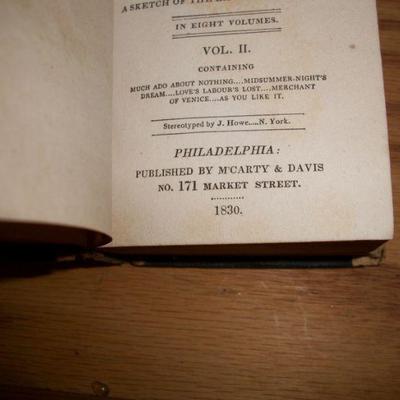 A SKETCH OF THE
IN EIGHT VOLUMES.
VOL. II.
CONTAINING
MUCH ADO ABOUT NOTHING....MIDSUMMER-NIGHT'S
DREAM....LOVE'S LABOUR'S LOST....MERCHANT
OF VENICE....AS YOU LIKE IT.
Stereotyped by J. Howe....N. York.
PHILADELPHIA:
PUBLISHED BY M'CARTY & DAVIS
NO. 171 MARKET STREET.
1830.